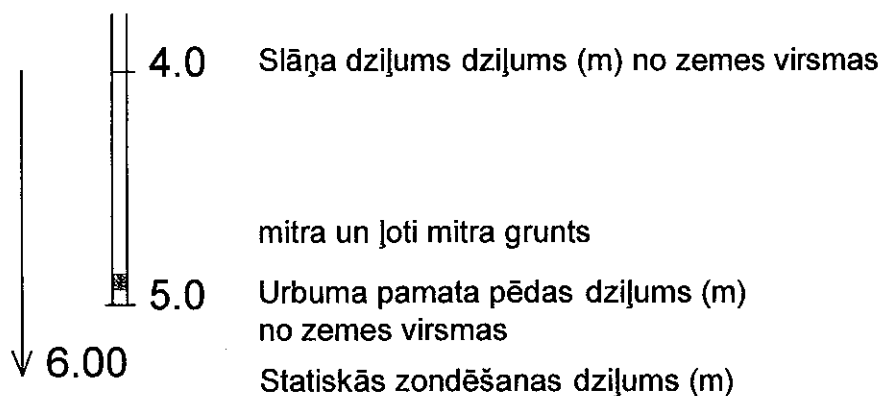 4.0 Slāņa dziļums dziļums (m) no zemes virsmas
mitra un ļoti mitra grunts
5.0 Urbuma pamata pēdas dziļums (m)
no zemes virsmas
6.00 Statiskās zondēšanas dziļums (m)